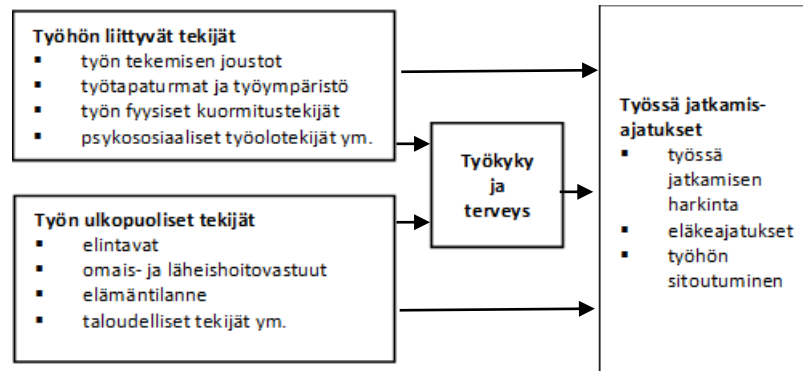 Työhön liittyvät tekijät
▪ työn tekemisen joustot
▪ työtapaturmat ja työympäristö
▪ työn fyysiset kuormitustekijät
▪ psykososiaaliset työolotekijät ym.
Työn ulkopuoliset tekijät
▪ elintavat
▪ omais- ja läheishoitovastuut
▪ elämäntilanne
▪ taloudelliset tekijät ym.
Työkyky
ja
terveys
Työssä jatkamis-
ajatukset
▪ työssä
jatkamisen
harkinta
▪ eläkeajatukset
▪ työhön
sitoutuminen